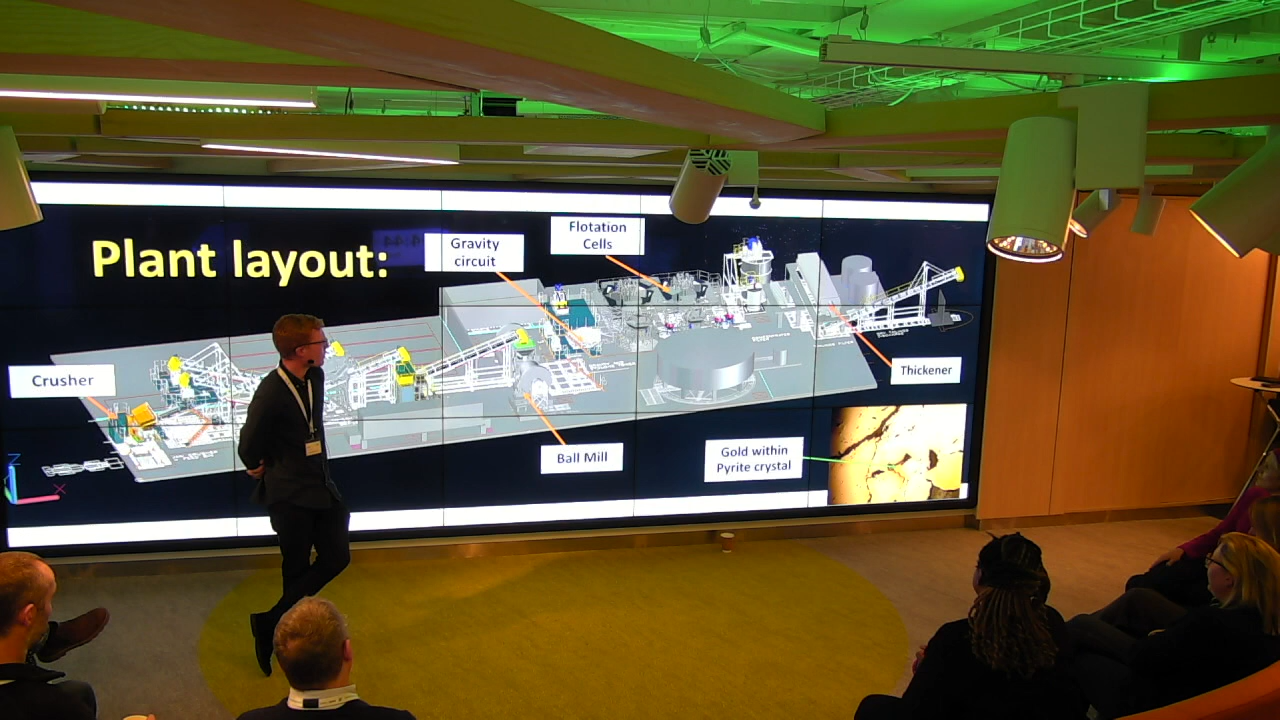 Plant layout:
Gravity
circuit
Flotation
Cells
Crusher
Thickener
Ball Mill
Gold within
Pyrite crystal
Z
X